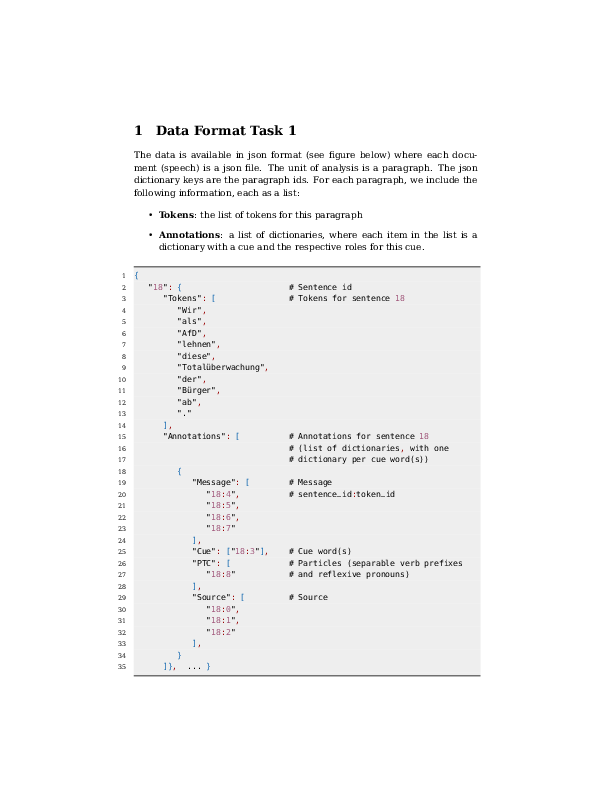 1 Data Format Task 1
The data is available in json format (see figure below) where each docu-
ment (speech) is a json file. The unit of analysis is a paragraph. The json
dictionary keys are the paragraph ids. For each paragraph, we include the
following information, each as a list:
• Tokens: the list of tokens for this paragraph
• Annotations: a list of dictionaries, where each item in the list is a
dictionary with a cue and the respective roles for this cue.
1 {
2 "18": { # Sentence id
3 "Tokens": [ # Tokens for sentence 18
4 "Wir",
5 "als",
6 "AfD",
7 "lehnen",
8 "diese",
9 "Totalüberwachung",
10 "der",
11 "Bürger",
12 "ab",
13 "."
14 ],
15 "Annotations": [ # Annotations for sentence 18
16 # (list of dictionaries, with one
17 # dictionary per cue word(s))
18 {
19 "Message": [ # Message
20 "18:4", # sentence_id:token_id
21 "18:5",
22 "18:6",
23 "18:7"
24 ],
25 "Cue": ["18:3"], # Cue word(s)
26 "PTC": [ # Particles (separable verb prefixes
27 "18:8" # and reflexive pronouns)
28 ],
29 "Source": [ # Source
30 "18:0",
31 "18:1",
32 "18:2"
33 ],
34 }
35 ]}, ... }